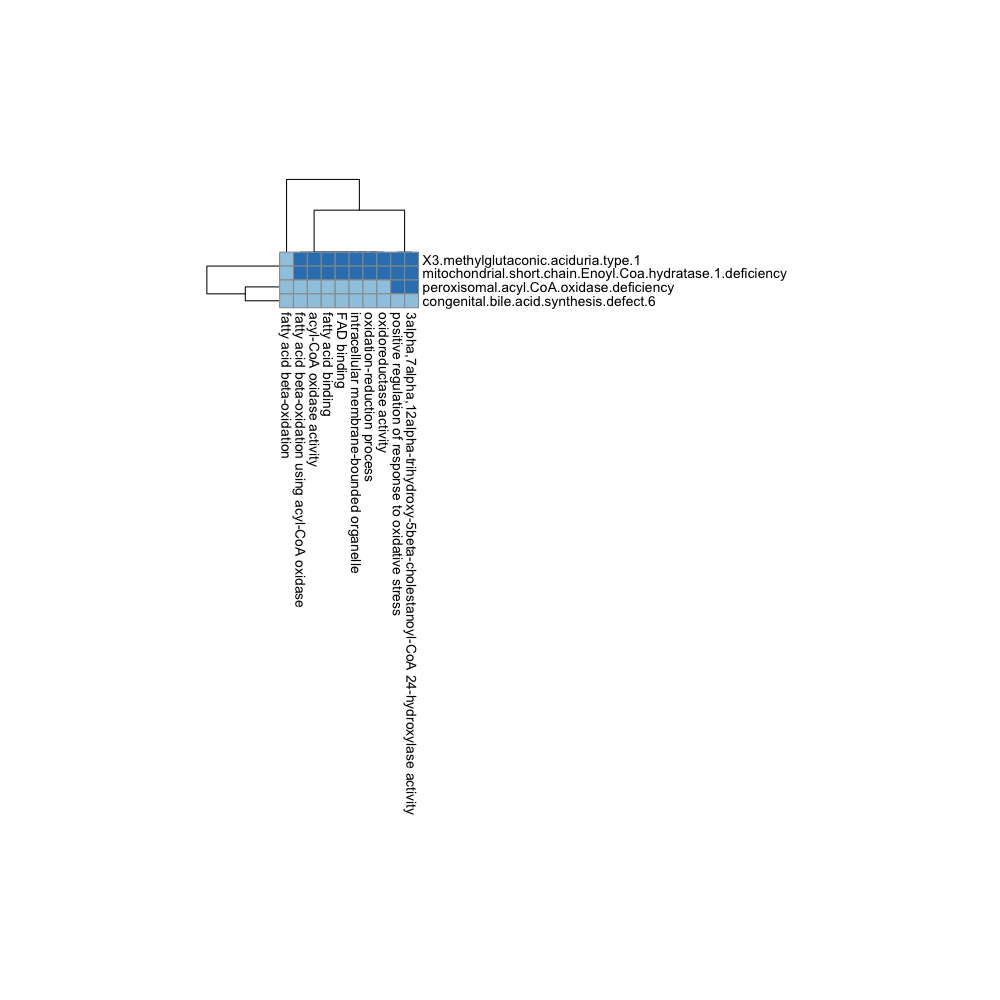 X3.methylglutaconic.aciduria.type.1
mitochondrial.short.chain.Enoyl.Coa.hydratase.1.deficiency
peroxisomal.acyl.CoA.oxidase.deficiency
congenital.bile.acid.synthesis.defect.6
fatty acid beta-oxidation
fatty acid beta-oxidation using acyl-CoA oxidase
acyl-CoA oxidase activity
fatty acid binding
FAD binding
intracellular membrane-bounded organelle
oxidation-reduction process
oxidoreductase activity
positive regulation of response to oxidative stress
3alpha,7alpha,12alpha-trihydroxy-5beta-cholestanoyl-CoA 24-hydroxylase activity